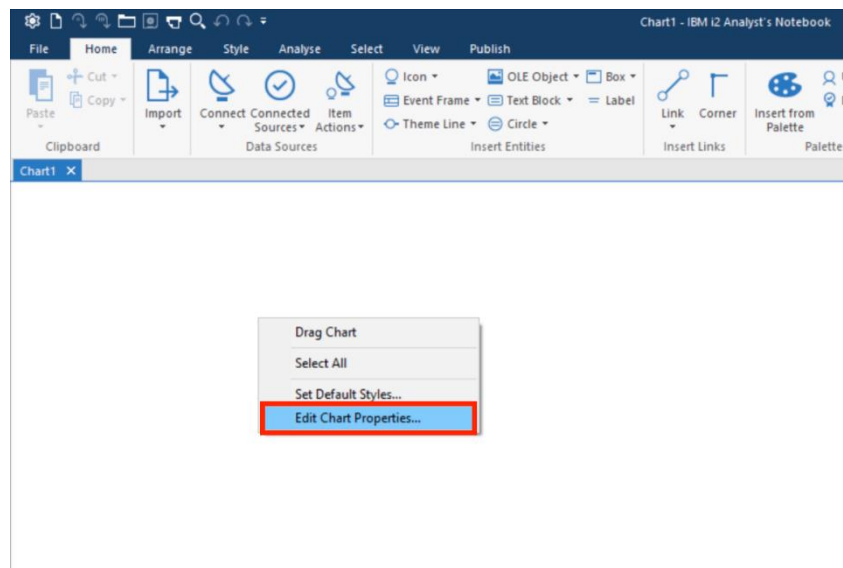 Chart1 - IBM i2 Analyst's Notebook
File Home Arrange Style Analyse Select View Publish
Paste
Cut
Copy
Clipboard
Import
Connect
Connected Sources
Item Actions
Data Sources
Icon
Event Frame
Theme Line
OLE Object
Text Block
Circle
Box
Label
Insert Entities
Link
Corner
Insert Links
Insert from Palette
Palette
Chart1
Drag Chart
Select All
Set Default Styles...
Edit Chart Properties...